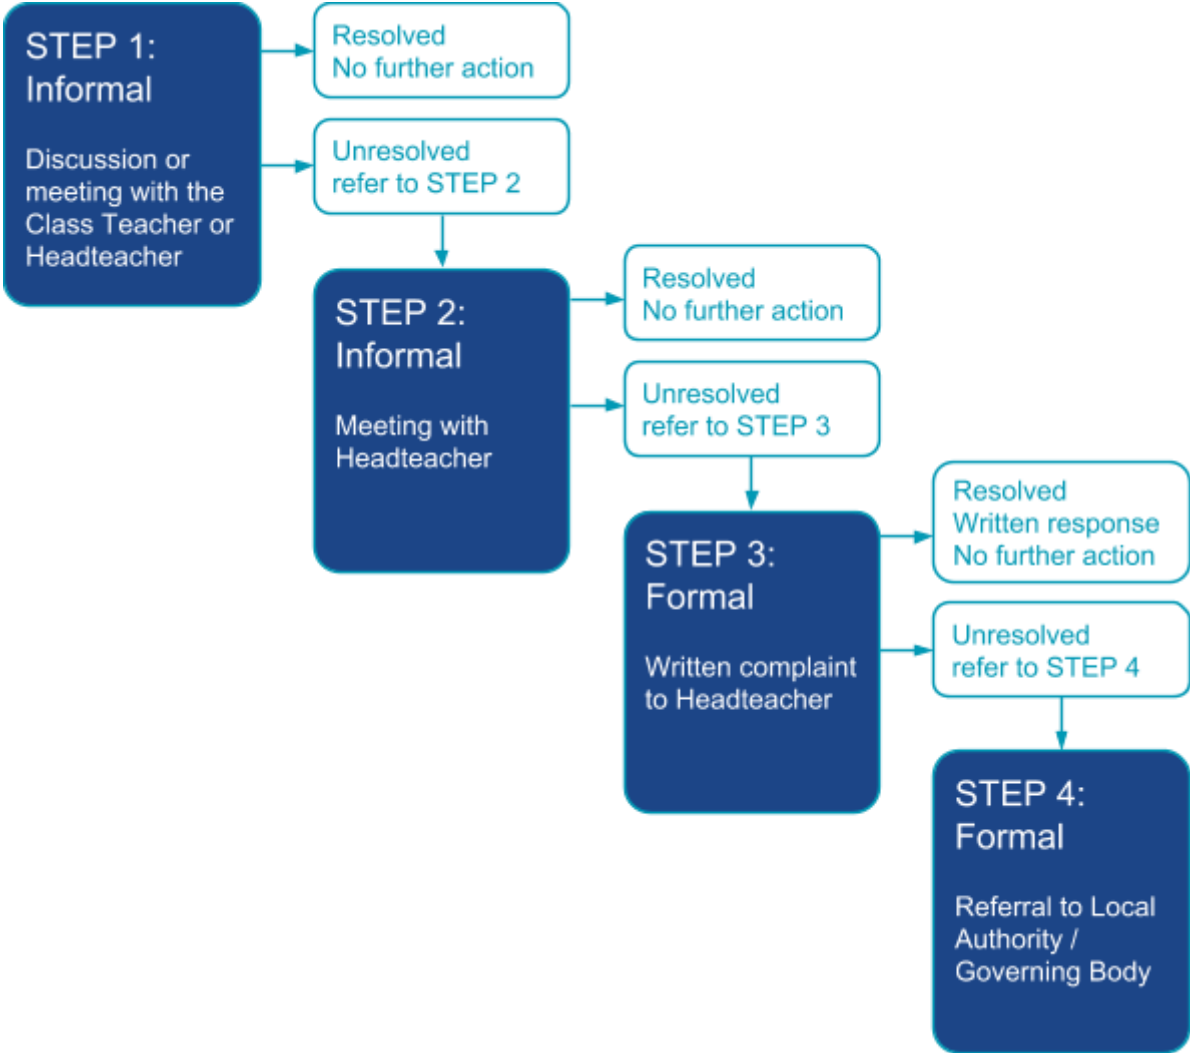 STEP 1:
Informal
Discussion or
meeting with the
Class Teacher or
Headteacher
Resolved
No further action
Unresolved
refer to STEP 2
STEP 2:
Informal
Meeting with
Headteacher
Resolved
No further action
Unresolved
refer to STEP 3
STEP 3:
Formal
Written complaint
to Headteacher
Resolved
Written response
No further action
Unresolved
refer to STEP 4
STEP 4:
Formal
Referral to Local
Authority /
Governing Body